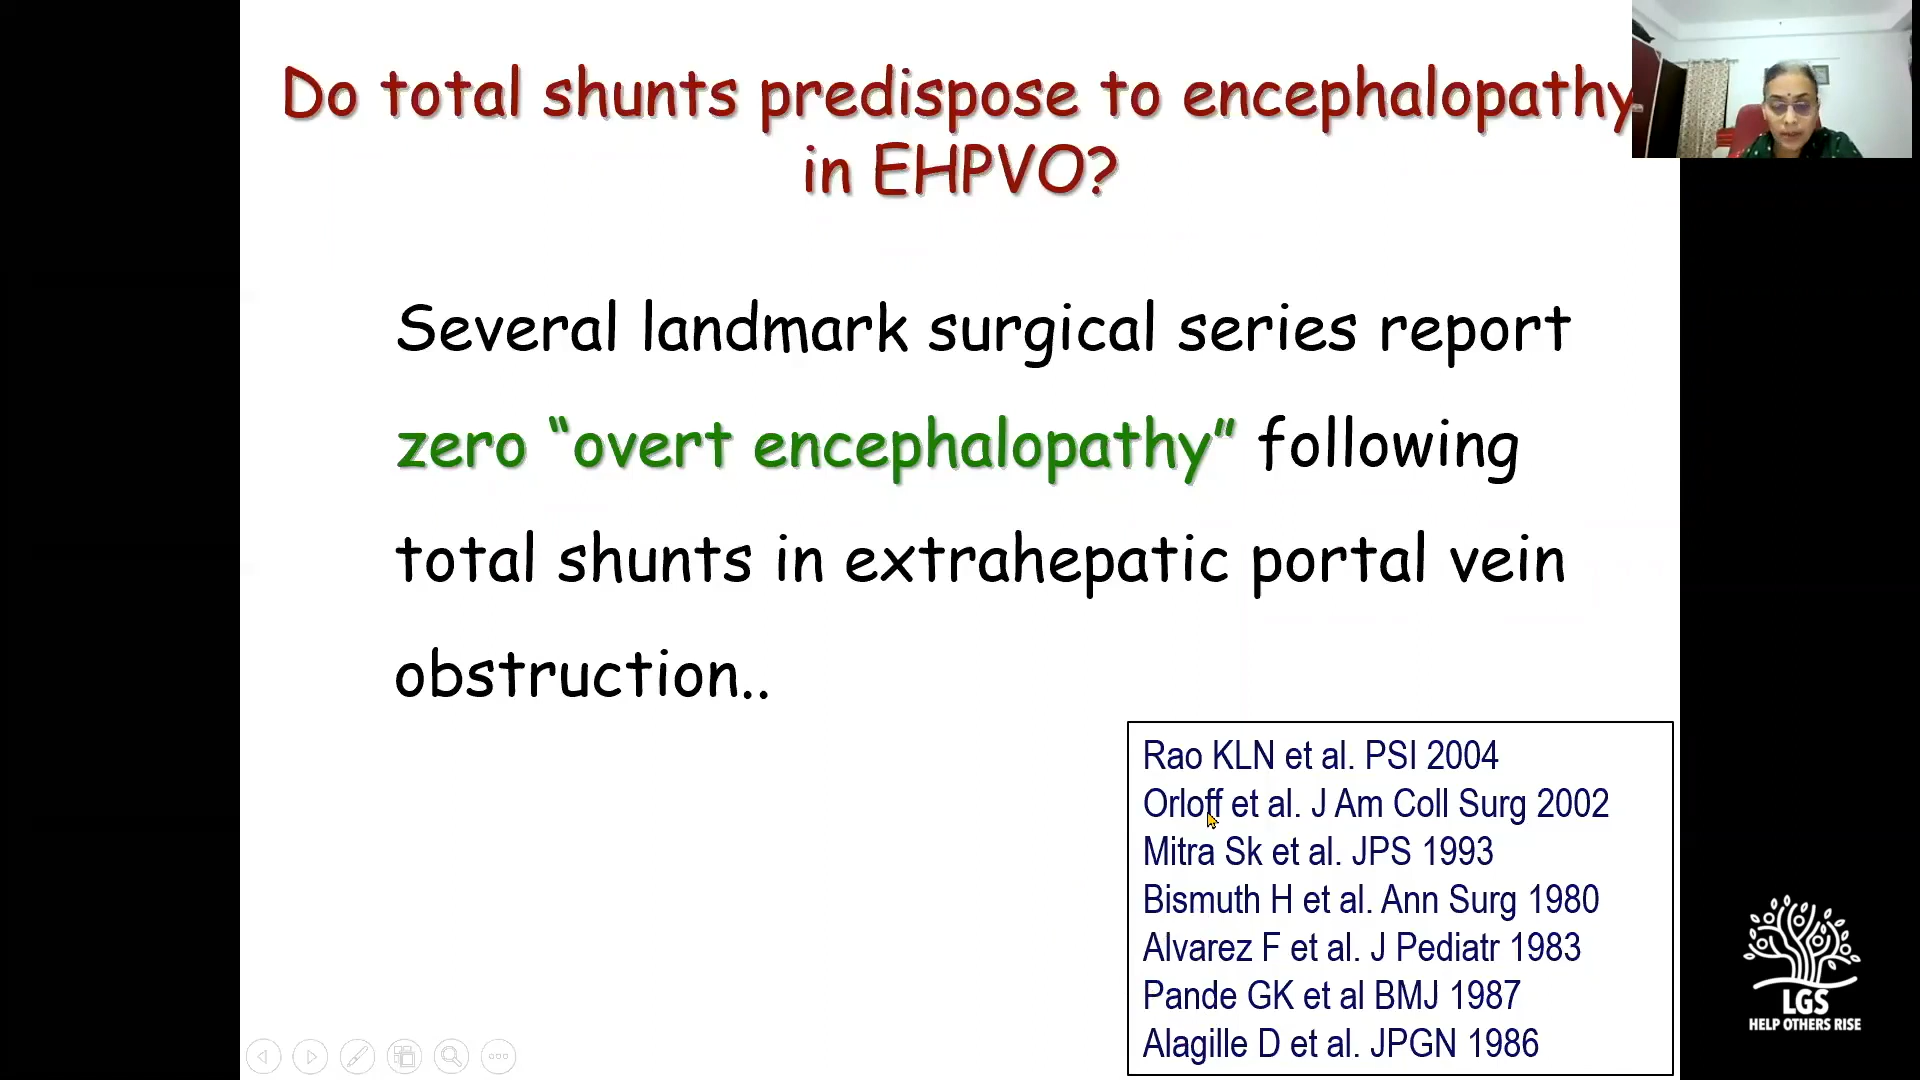 Do total shunts predispose to encephalopathy
in EHPVO?
Several landmark surgical series report
zero “overt encephalopathy” following
total shunts in extrahepatic portal vein
obstruction..
Rao KLN et al. PSI 2004
Orloff et al. J Am Coll Surg 2002
Mitra Sk et al. JPS 1993
Bismuth H et al. Ann Surg 1980
Alvarez F et al. J Pediatr 1983
Pande GK et al BMJ 1987
Alagille D et al. JPGN 1986
LGS
HELP OTHERS RISE